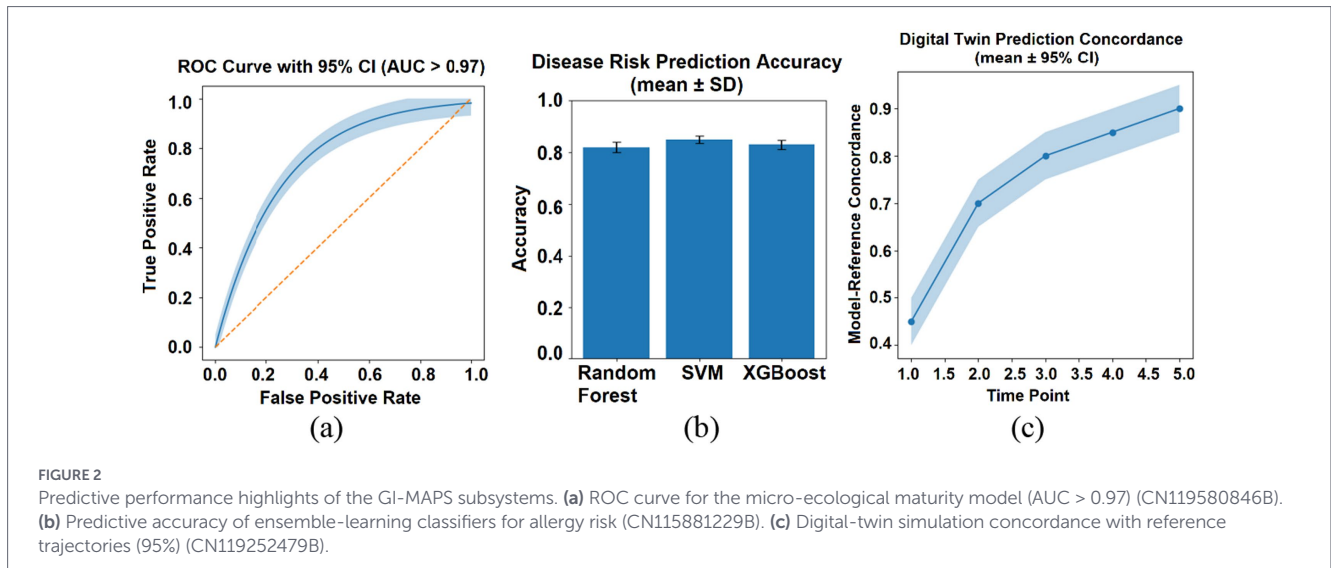 ROC Curve with 95% CI (AUC > 0.97)
True Positive Rate
1.0
0.8
0.6
0.4
0.2
0.0
0.0 0.2 0.4 0.6 0.8 1.0
False Positive Rate
(a)
Disease Risk Prediction Accuracy
(mean ± SD)
Accuracy
1.0
0.8
0.6
0.4
0.2
0.0
Random Forest SVM XGBoost
(b)
Digital Twin Prediction Concordance
(mean ± 95% CI)
Model-Reference Concordance
0.9
0.8
0.7
0.6
0.5
0.4
1.0 1.5 2.0 2.5 3.0 3.5 4.0 4.5 5.0
Time Point
(c)
FIGURE 2
Predictive performance highlights of the GI-MAPS subsystems. (a) ROC curve for the micro-ecological maturity model (AUC > 0.97) (CN119580846B).
(b) Predictive accuracy of ensemble-learning classifiers for allergy risk (CN115881229B). (c) Digital-twin simulation concordance with reference
trajectories (95%) (CN119252479B).